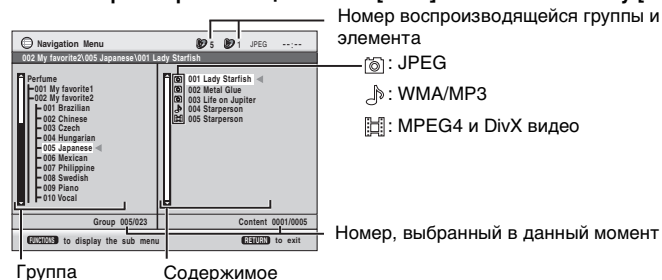 Номер воспроизводящейся группы и
элемента
Navigation Menu 5 1 JPEG --:--
002 My favorite2\005 Japanese\001 Lady Starfish
: JPEG
: WMA/MP3
: MPEG4 и DivX видео
Perfume
001 My favorite1
002 My favorite2
001 Brazilian
002 Chinese
003 Czech
004 Hungarian
005 Japanese
006 Mexican
007 Philippine
008 Swedish
009 Piano
010 Vocal
001 Lady Starfish
002 Metal Glue
003 Life on Jupiter
004 Starperson
005 Starperson
Group 005/023
Content 0001/0005
FUNCTIONS to display the sub menu
RETURN to exit
Номер, выбранный в данный момент
Группа
Содержимое